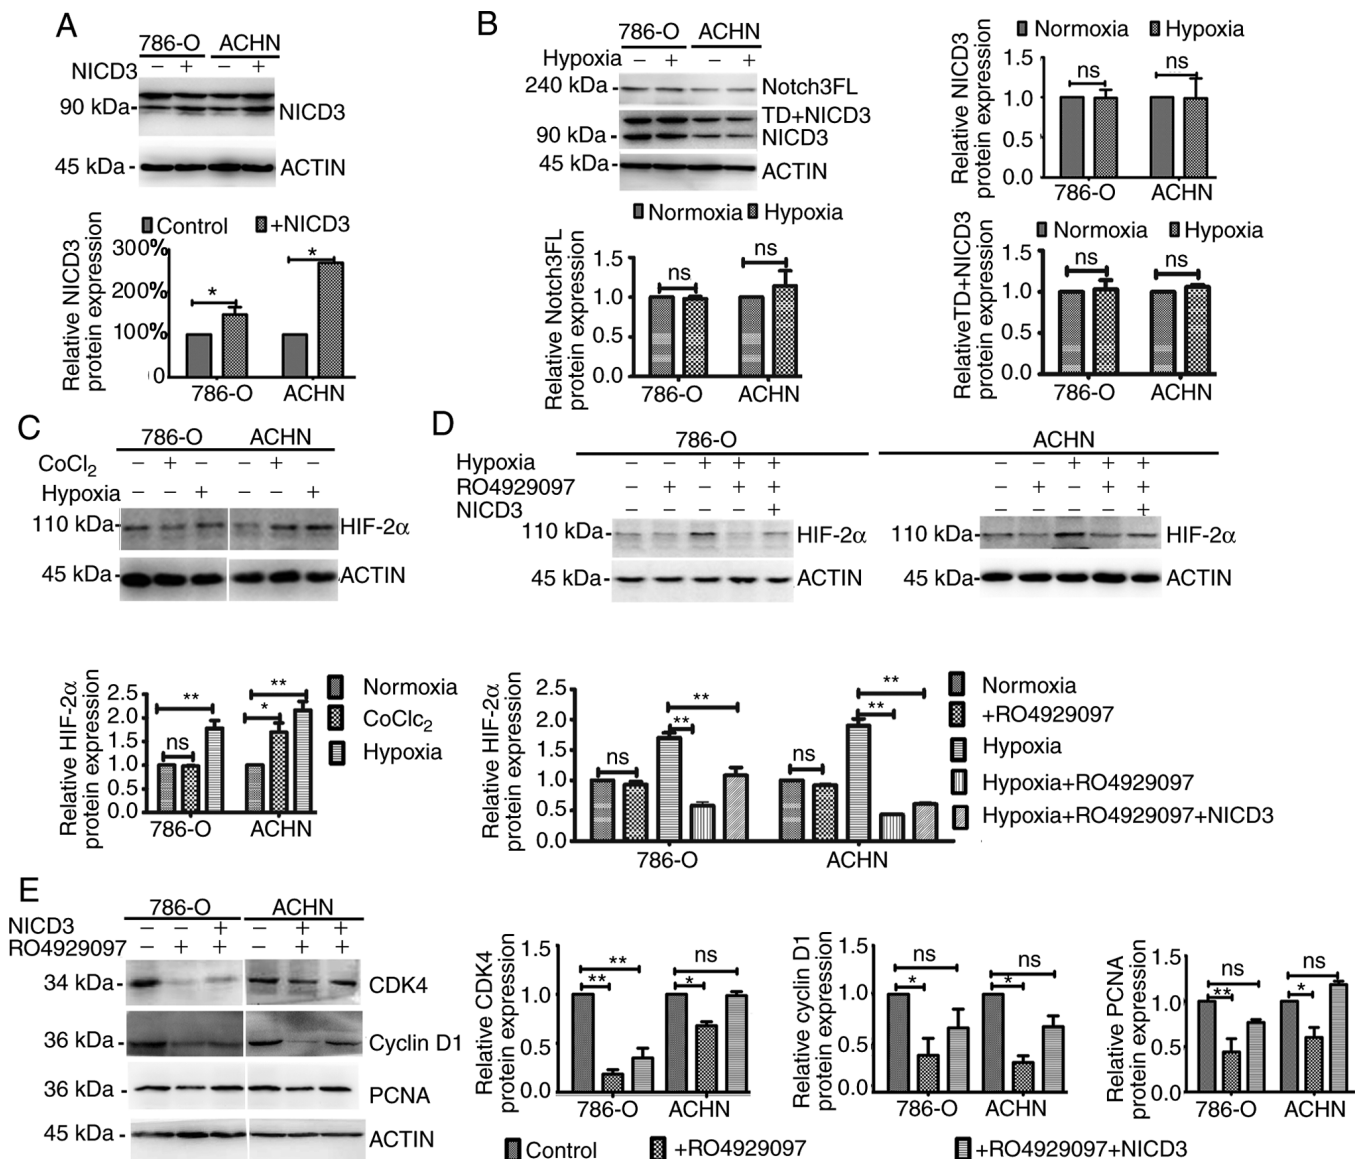 A
786-O ACHN
NICD3 − + − +
90 kDa- NICD3
45 kDa- ACTIN
Control +NICD3
Relative NICD3
protein expression
300%
200%
100%
0
* *
786-O ACHN
B
786-O ACHN
Hypoxia − + − +
240 kDa- Notch3FL
TD+NICD3
90 kDa- NICD3
45 kDa- ACTIN
Normoxia Hypoxia
Relative Notch3FL
protein expression
1.5
1.0
0.5
0.0
ns ns
786-O ACHN
Normoxia Hypoxia
Relative NICD3
protein expression
1.5
1.0
0.5
0.0
ns ns
786-O ACHN
Normoxia Hypoxia
RelativeTD+NICD3
protein expression
1.5
1.0
0.5
0.0
ns ns
786-O ACHN
C
786-O ACHN
CoCl2 − + − − + −
Hypoxia − − + − − +
110 kDa- HIF-2α
45 kDa- ACTIN
Relative HIF-2α
protein expression
2.5
2.0
1.5
1.0
0.5
0.0
ns ** * **
786-O ACHN
Normoxia
CoClc2
Hypoxia
D
786-O ACHN
Hypoxia − − + + + − − + + +
RO4929097 − + − + + − + − + +
NICD3 − − − − + − − − − +
110 kDa- HIF-2α 110 kDa- HIF-2α
45 kDa- ACTIN 45 kDa- ACTIN
Relative HIF-2α
protein expression
2.5
2.0
1.5
1.0
0.5
0.0
ns ** ** ns ** **
786-O ACHN
Normoxia
+RO4929097
Hypoxia
Hypoxia+RO4929097
Hypoxia+RO4929097+NICD3
E
786-O ACHN
NICD3 − − + − + +
RO4929097 − + + − + +
34 kDa - CDK4
36 kDa - Cyclin D1
36 kDa - PCNA
45 kDa - ACTIN
Relative CDK4
protein expression
1.5
1.0
0.5
0.0
** ** * ns
786-O ACHN
Relative cyclin D1
protein expression
1.5
1.0
0.5
0.0
* ns * ns
786-O ACHN
Relative PCNA
protein expression
1.5
1.0
0.5
0.0
** ns * ns
786-O ACHN
Control +RO4929097 +RO4929097+NICD3